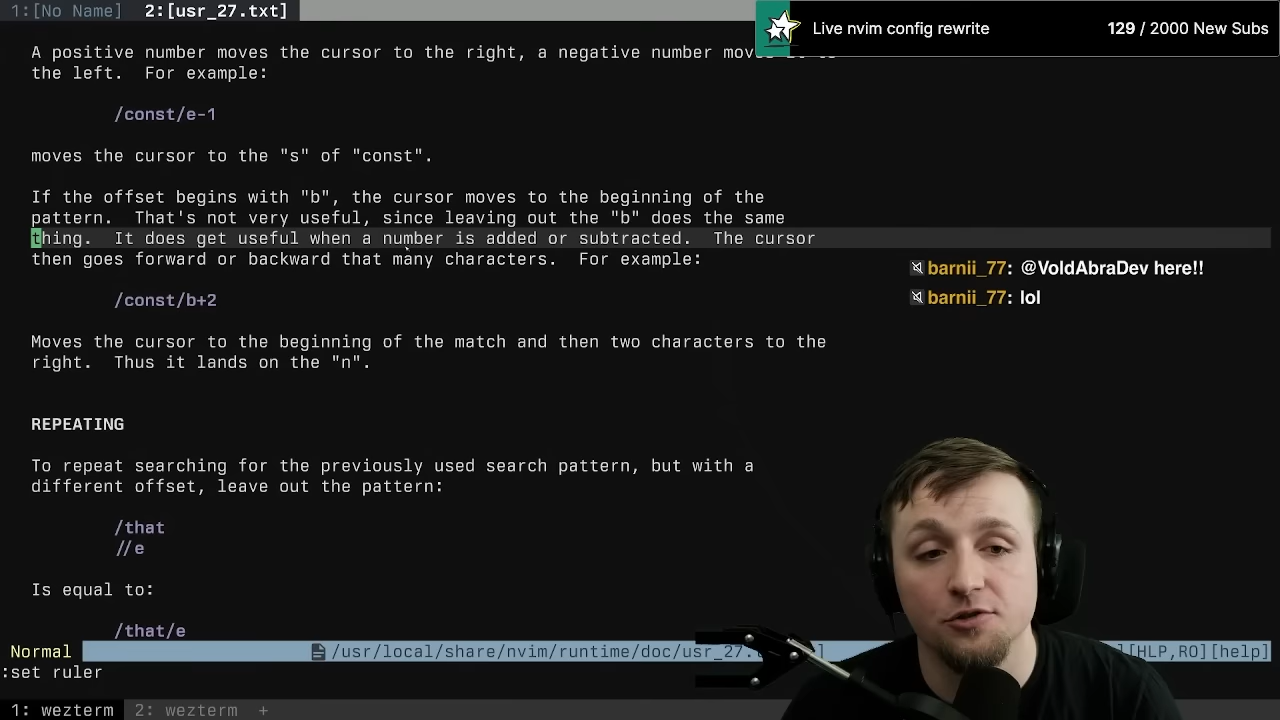 1:[No Name]  2:[usr_27.txt]
Live nvim config rewrite
129 / 2000 New Subs
A positive number moves the cursor to the right, a negative number
the left.  For example:
/const/e-1
moves the cursor to the "s" of "const".
If the offset begins with "b", the cursor moves to the beginning of the
pattern.  That's not very useful, since leaving out the "b" does the same
thing.  It does get useful when a number is added or subtracted.  The cursor
then goes forward or backward that many characters.  For example:
/const/b+2
Moves the cursor to the beginning of the match and then two characters to the
right.  Thus it lands on the "n".
barnii_77: @VoldAbraDev here!!
barnii_77: lol
REPEATING
To repeat searching for the previously used search pattern, but with a
different offset, leave out the pattern:
/that
//e
Is equal to:
/that/e
Normal /usr/local/share/nvim/runtime/doc/usr_27. [HLP,RO][help]
:set ruler
1: wezterm  2: wezterm  +